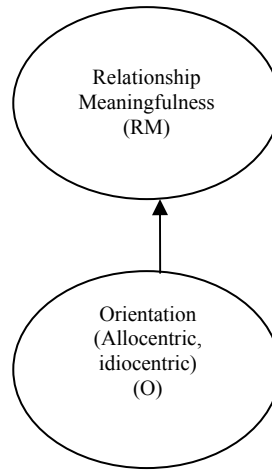 Relationship
Meaningfulness
(RM)
Orientation
(Allocentric,
idiocentric)
(O)